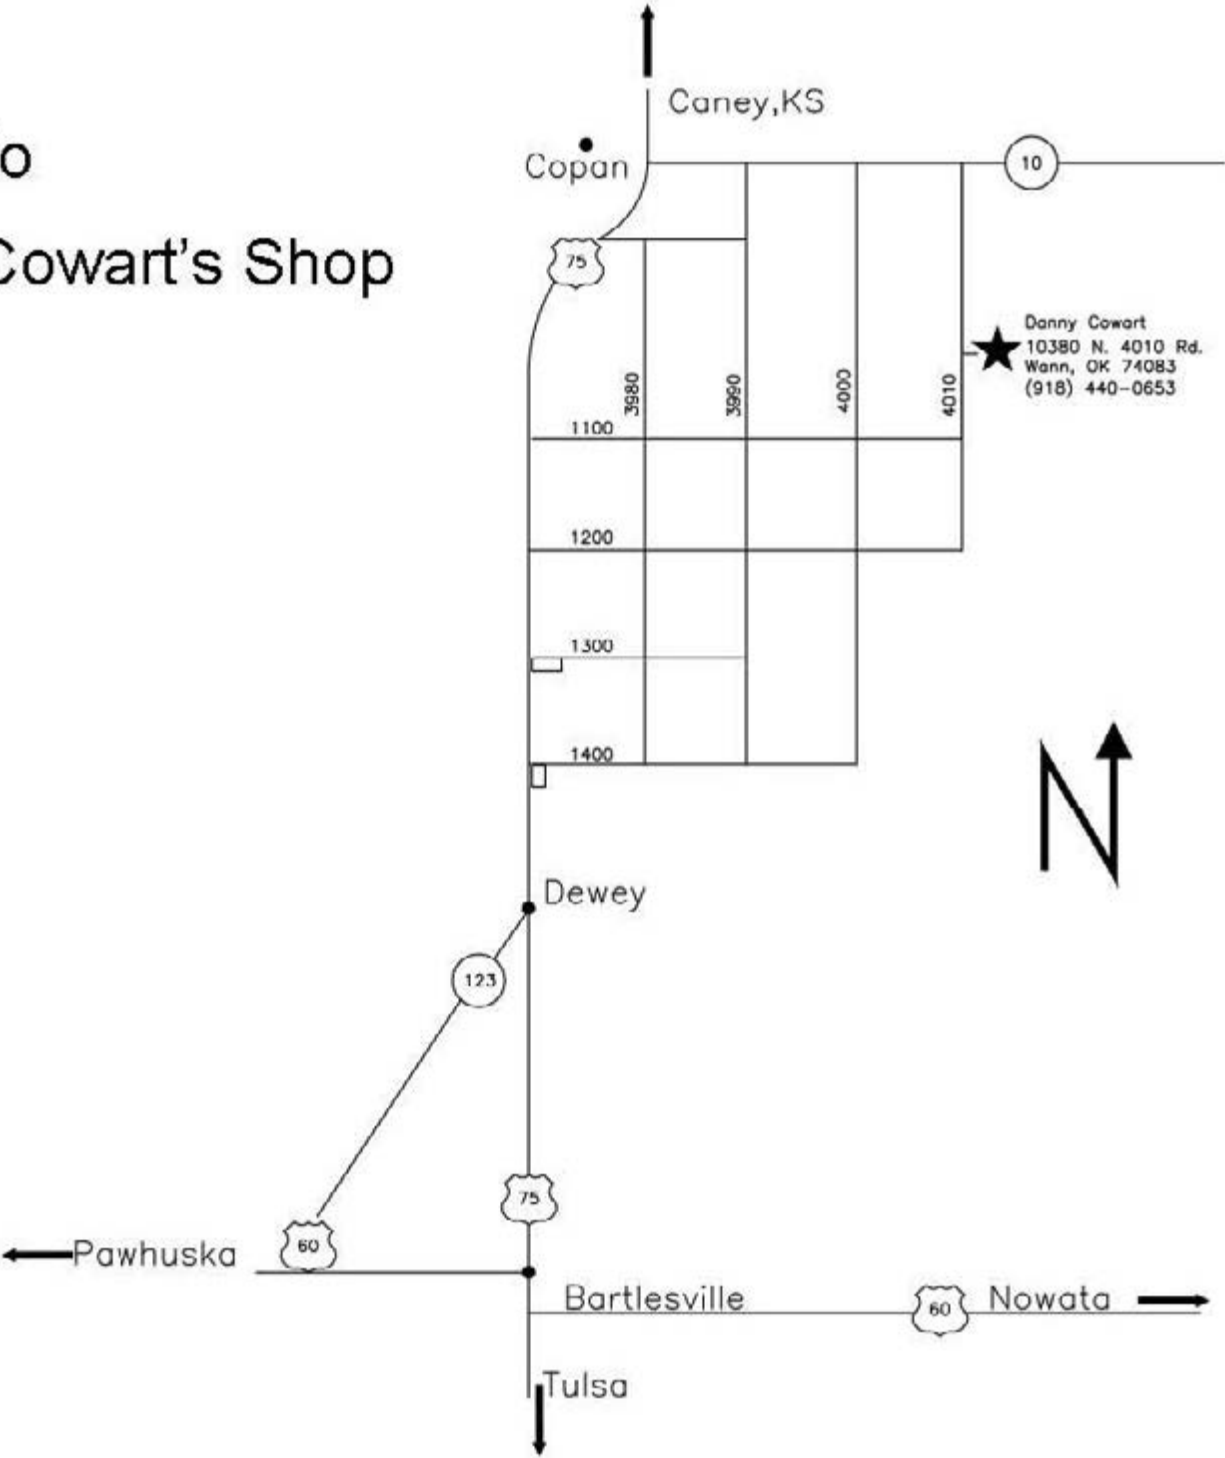 o
Cowart's Shop
Caney,KS
Copan
10
75
Danny Cowart
10380 N. 4010 Rd.
Wann, OK 74083
(918) 440-0653
3980
3990
4000
4010
1100
1200
1300
1400
N
Dewey
123
75
60
Pawhuska
Bartlesville
60
Nowata
Tulsa